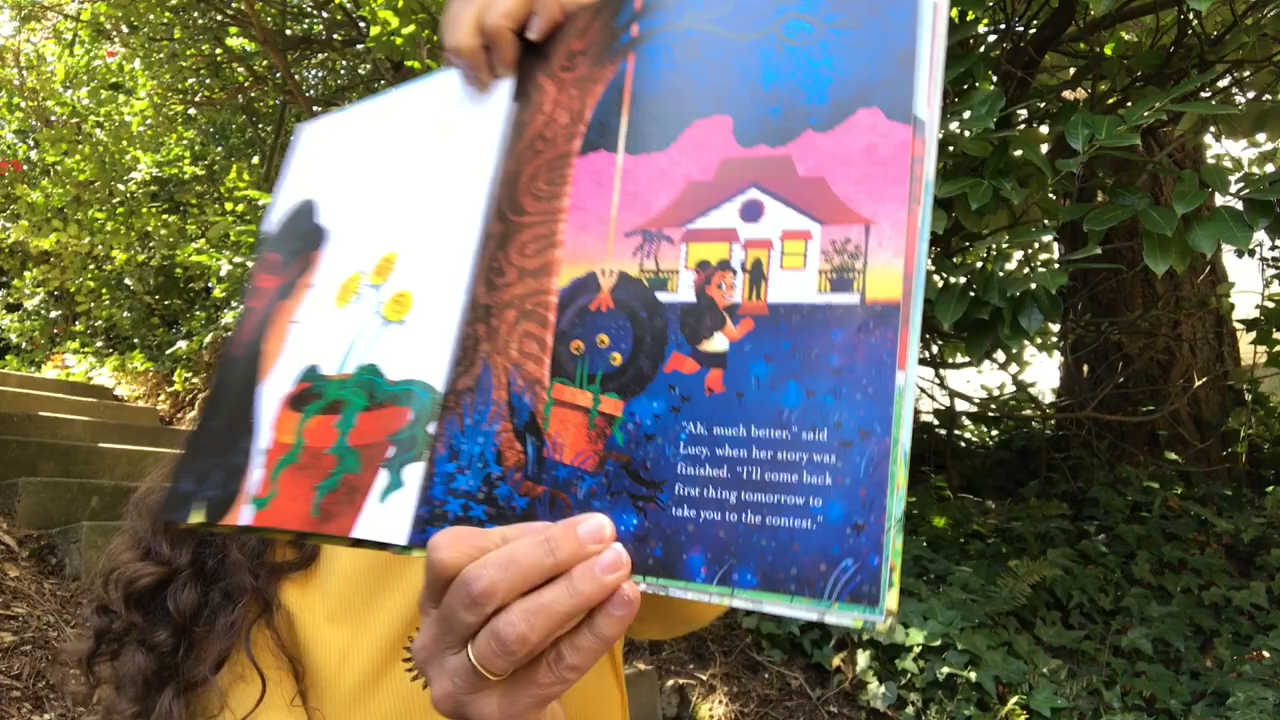 "Ah, much better," said
Lucy, when her story was
finished. "I'll come back
first thing tomorrow to
take you to the contest."